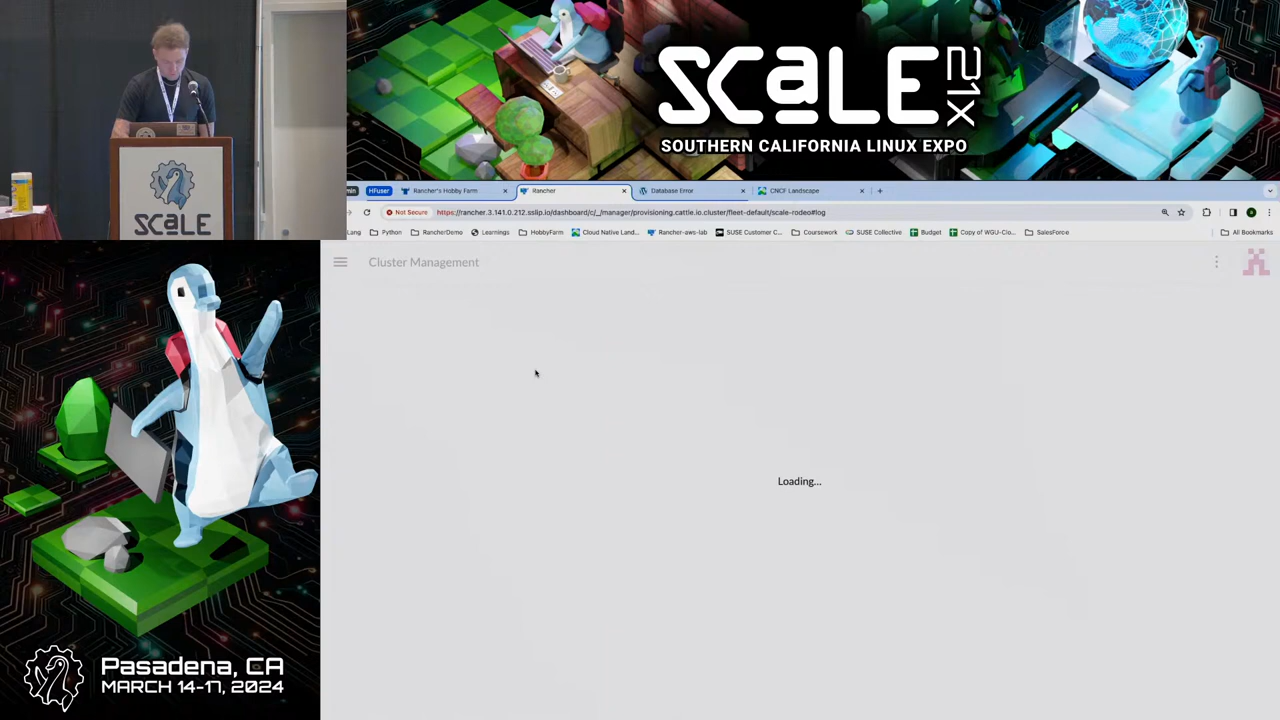 SCALE
21X
SOUTHERN CALIFORNIA LINUX EXPO
SCALE
min
HFuser
Rancher's Hobby Farm
Rancher
Database Error
CNCF Landscape
Not Secure
https://rancher.3.141.0.212.sslip.io/dashboard/c/_/manager/provisioning.cattle.io.cluster/fleet-default/scale-rodeo#log
Lang
Python
RancherDemo
Learnings
HobbyFarm
Cloud Native Land...
Rancher-aws-lab
SUSE Customer C...
Coursework
SUSE Collective
Budget
Copy of WGU-Clo...
SalesForce
All Bookmarks
Cluster Management
Loading...
Pasadena, CA
MARCH 14-17, 2024